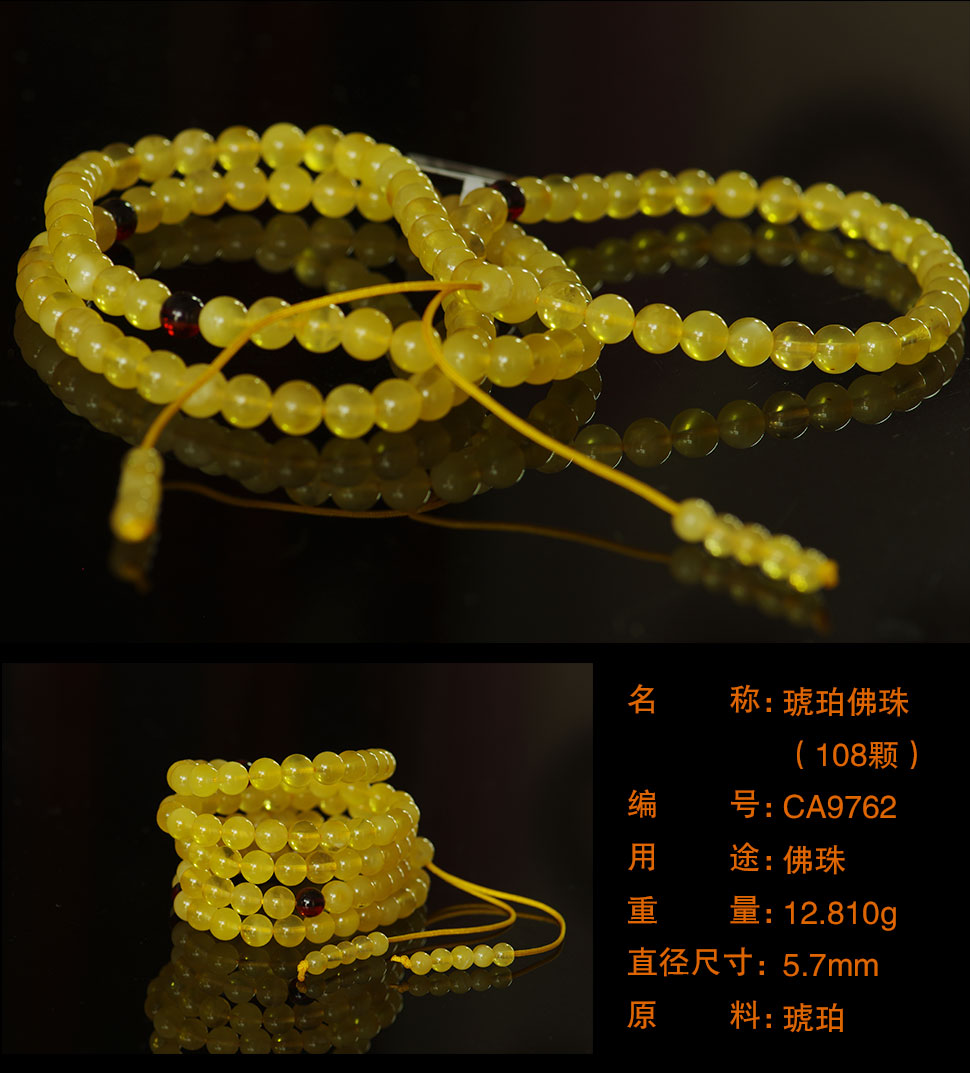 名 称：琥珀佛珠
（108颗）
编 号：CA9762
用 途：佛珠
重 量：12.810g
直径尺寸：5.7mm
原 料：琥珀